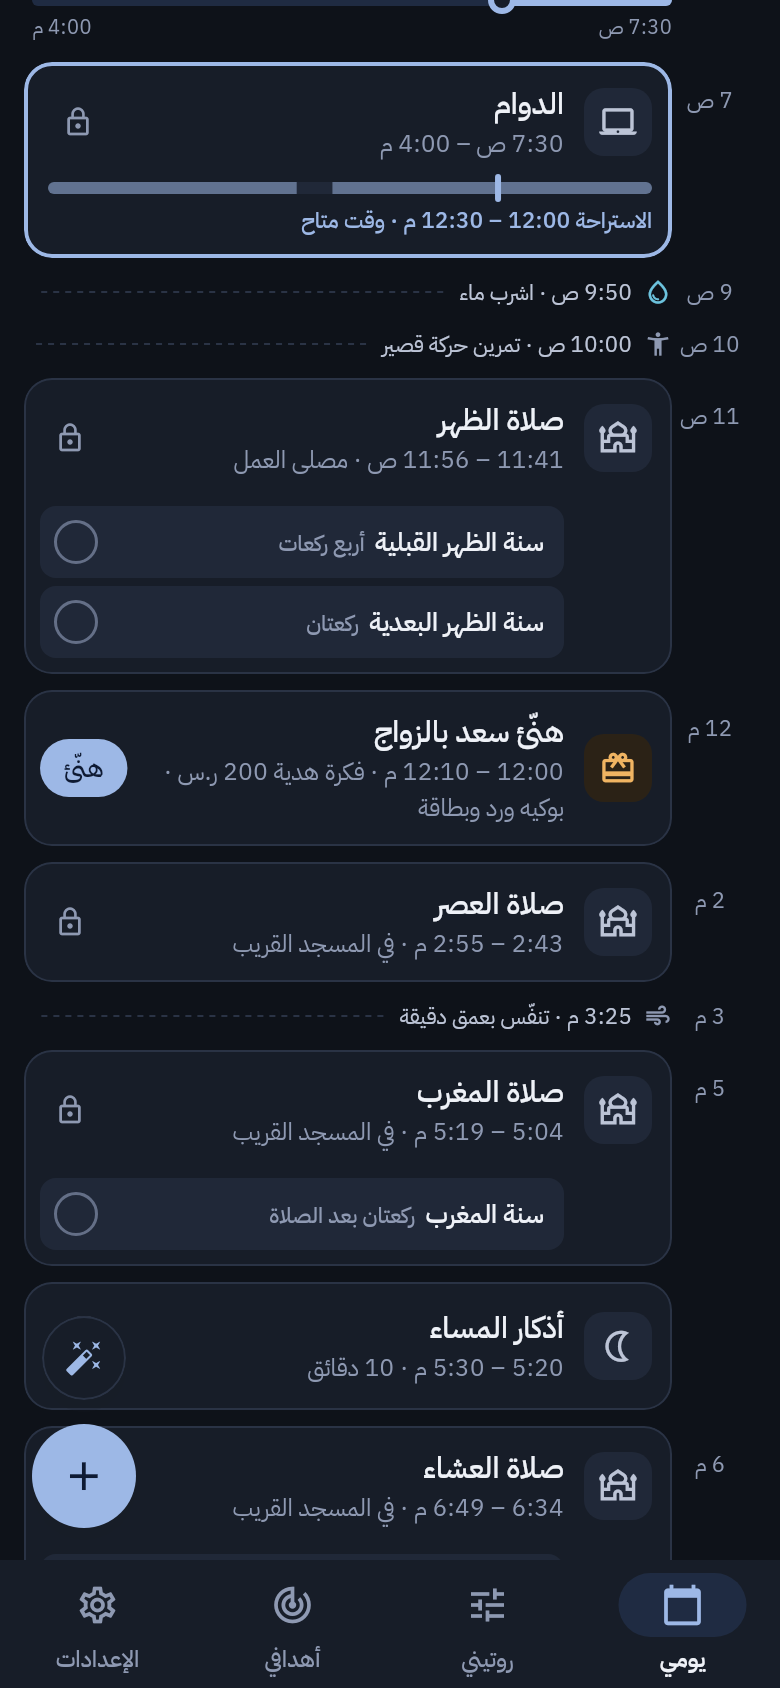 7:30 ص
4:00 م
7 ص
الدوام
7:30 ص – 4:00 م
الاستراحة 12:00 – 12:30 م · وقت متاح
9 ص
9:50 ص · اشرب ماء
10 ص
10:00 ص · تمرين حركة قصير
11 ص
صلاة الظهر
11:41 – 11:56 ص · مصلى العمل
سنة الظهر القبلية أربع ركعات
سنة الظهر البعدية ركعتان
12 م
هنّئ سعد بالزواج
12:00 – 12:10 م · فكرة هدية 200 ر.س ·
بوكيه ورد وبطاقة
هنّئ
2 م
صلاة العصر
2:43 – 2:55 م · في المسجد القريب
3 م
3:25 م · تنفّس بعمق دقيقة
5 م
صلاة المغرب
5:04 – 5:19 م · في المسجد القريب
سنة المغرب ركعتان بعد الصلاة
أذكار المساء
5:20 – 5:30 م · 10 دقائق
6 م
صلاة العشاء
6:34 – 6:49 م · في المسجد القريب
يومي
روتيني
أهدافي
الإعدادات